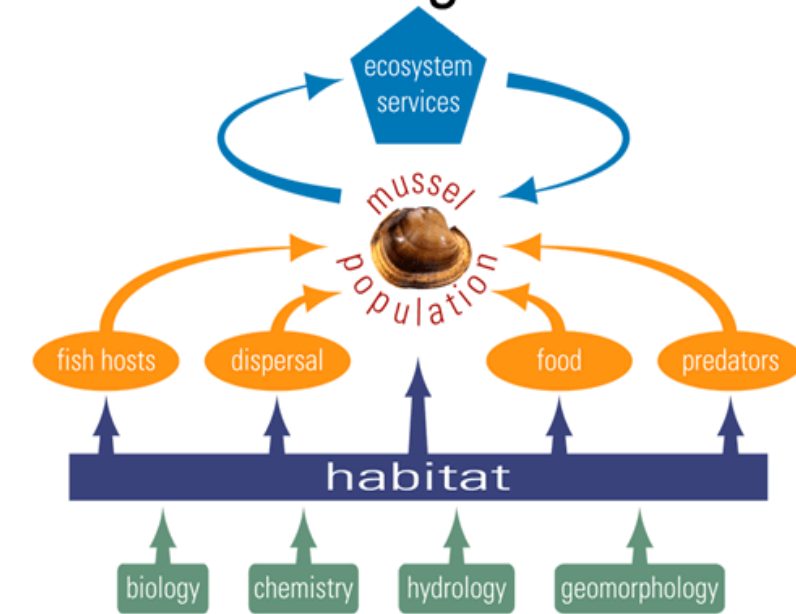 ecosystem
services
mussel
population
fish hosts
dispersal
food
predators
habitat
biology
chemistry
hydrology
geomorphology